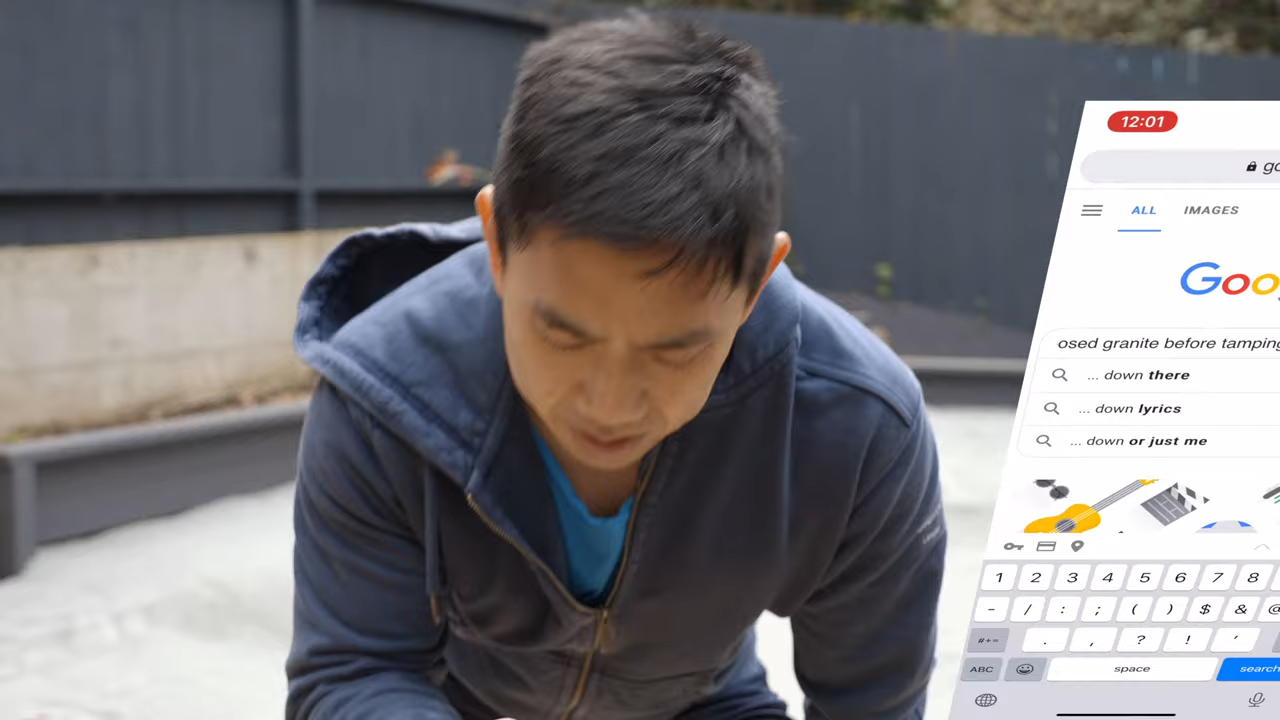 12:01
ALL IMAGES
osed granite before tamping
... down there
... down lyrics
... down or just me
1 2 3 4 5 6 7 8
- / : ; ( ) $ & @
#+= . , ? ! '
ABC space search